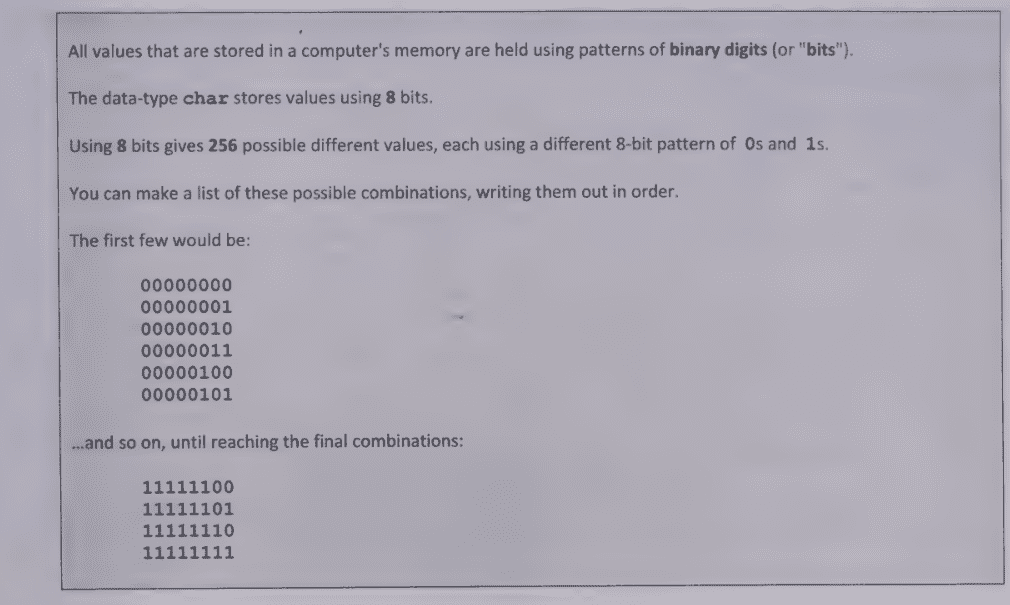 All values that are stored in a computer's memory are held using patterns of binary digits (or "bits").
The data-type char stores values using 8 bits.
Using 8 bits gives 256 possible different values, each using a different 8-bit pattern of 0s and 1s.
You can make a list of these possible combinations, writing them out in order.
The first few would be:
00000000
00000001
00000010
00000011
00000100
00000101
...and so on, until reaching the final combinations:
11111100
11111101
11111110
11111111